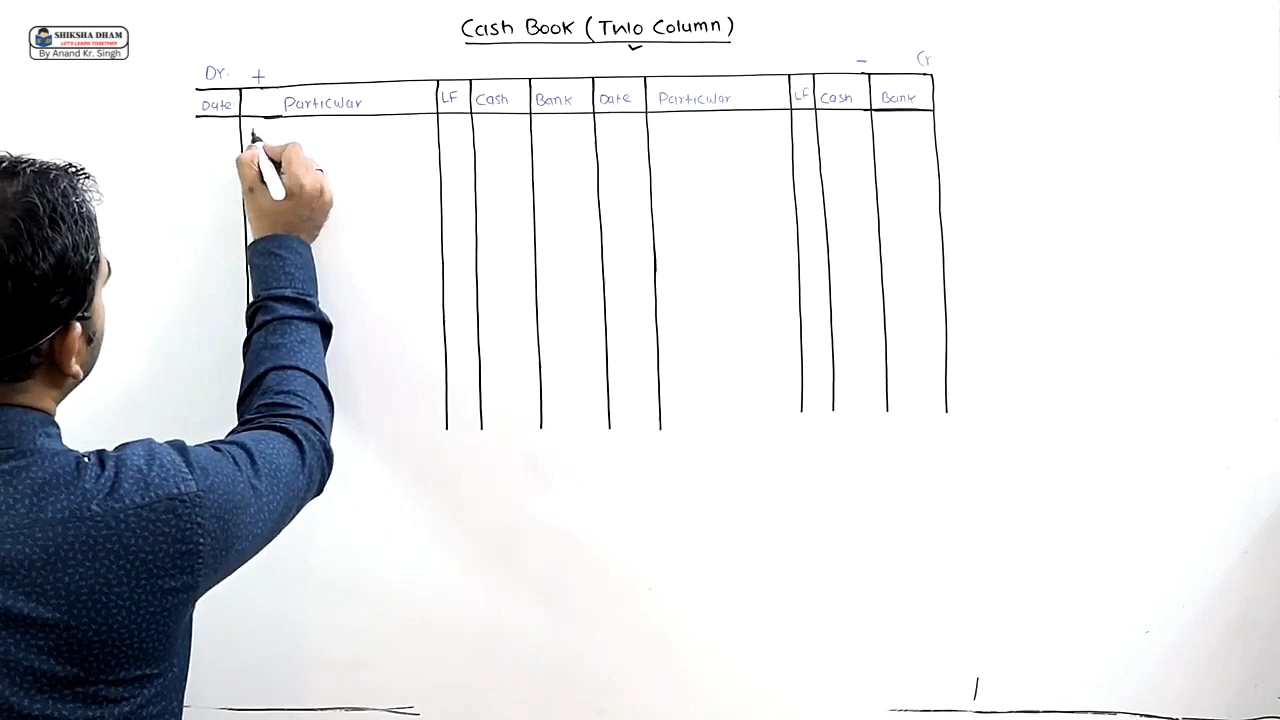 SHIKSHA DHAM
LET'S LEARN TOGETHER
By Anand Kr. Singh
Cash Book (Two Column)
Dr. + - Cr
Date Particular LF Cash Bank Date Particular LF Cash Bank